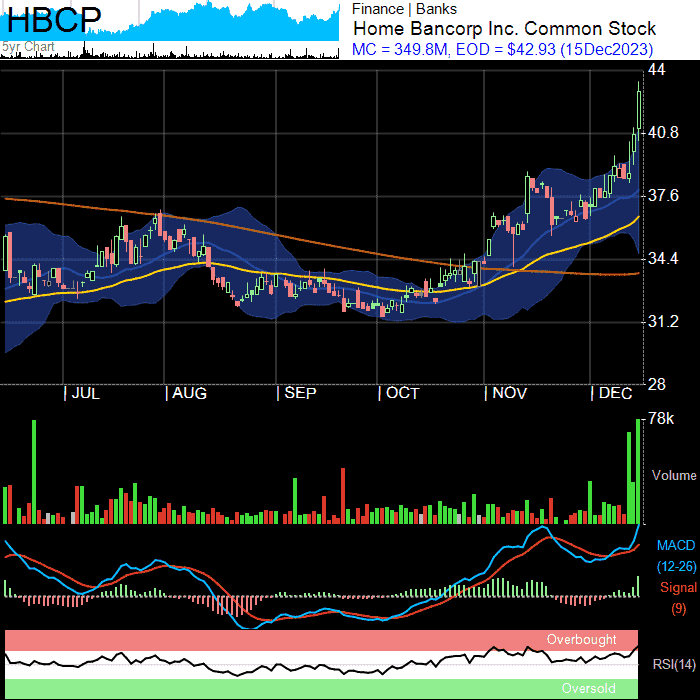 HBCP
5yr Chart
Finance | Banks
Home Bancorp Inc. Common Stock
MC = 349.8M, EOD = $42.93 (15Dec2023)
44
40.8
37.6
34.4
31.2
28
| JUL | AUG | SEP | OCT | NOV | DEC
78k
Volume
MACD
(12-26)
Signal
(9)
Overbought
RSI(14)
Oversold